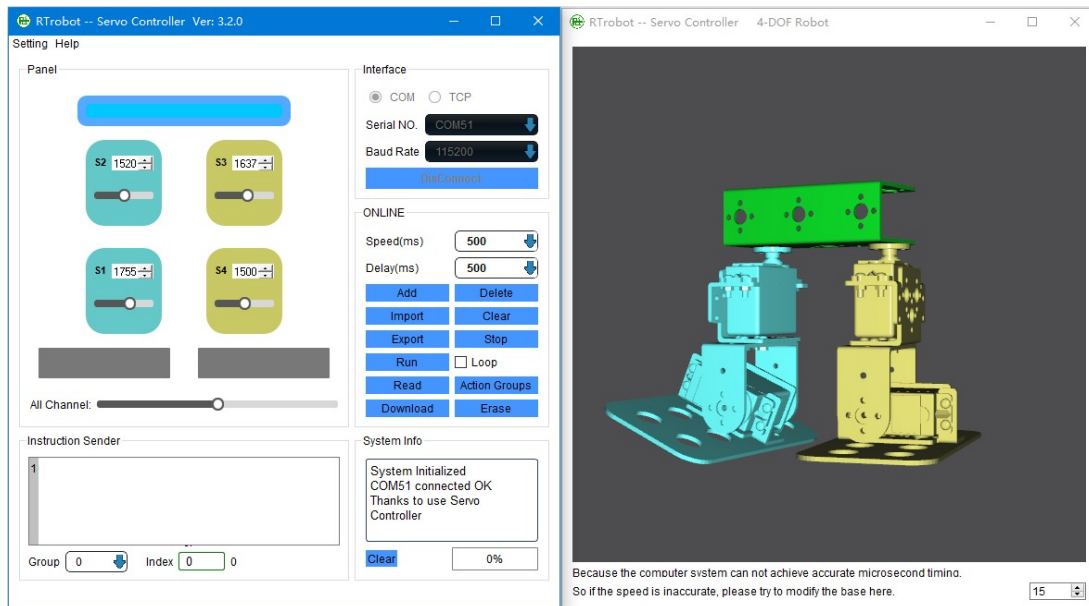 RTrobot -- Servo Controller Ver: 3.2.0
Setting Help
Panel
S2 1520
S3 1637
S1 1755
S4 1500
All Channel:
Interface
COM TCP
Serial NO. COM51
Baud Rate 115200
DisConnect
ONLINE
Speed(ms) 500
Delay(ms) 500
Add Delete
Import Clear
Export Stop
Run Loop
Read Action Groups
Download Erase
Instruction Sender
1
Group 0 Index 0 0
System Info
System Initialized
COM51 connected OK
Thanks to use Servo
Controller
Clear 0%
RTrobot -- Servo Controller 4-DOF Robot
Because the computer system can not achieve accurate microsecond timing.
So if the speed is inaccurate, please try to modify the base here. 15